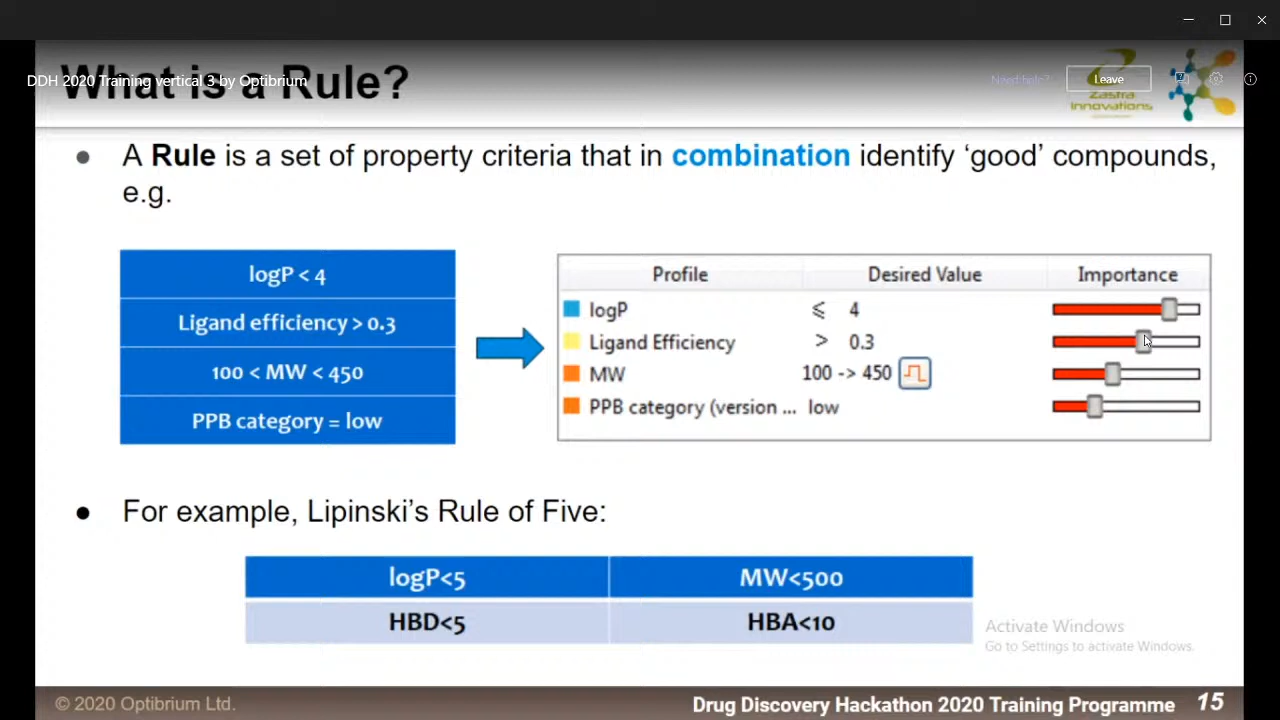 What is a Rule?
DDH 2020 Training vertical 3 by Optibrium
Need help?
Leave
Zastra
Innovations
● A Rule is a set of property criteria that in combination identify ‘good’ compounds,
e.g.
logP < 4
Ligand efficiency > 0.3
100 < MW < 450
PPB category = low
Profile Desired Value Importance
logP ⩽ 4
Ligand Efficiency > 0.3
MW 100 -> 450
PPB category (version ... low
● For example, Lipinski’s Rule of Five:
logP<5 MW<500
HBD<5 HBA<10
Activate Windows
Go to Settings to activate Windows.
© 2020 Optibrium Ltd.
Drug Discovery Hackathon 2020 Training Programme 15